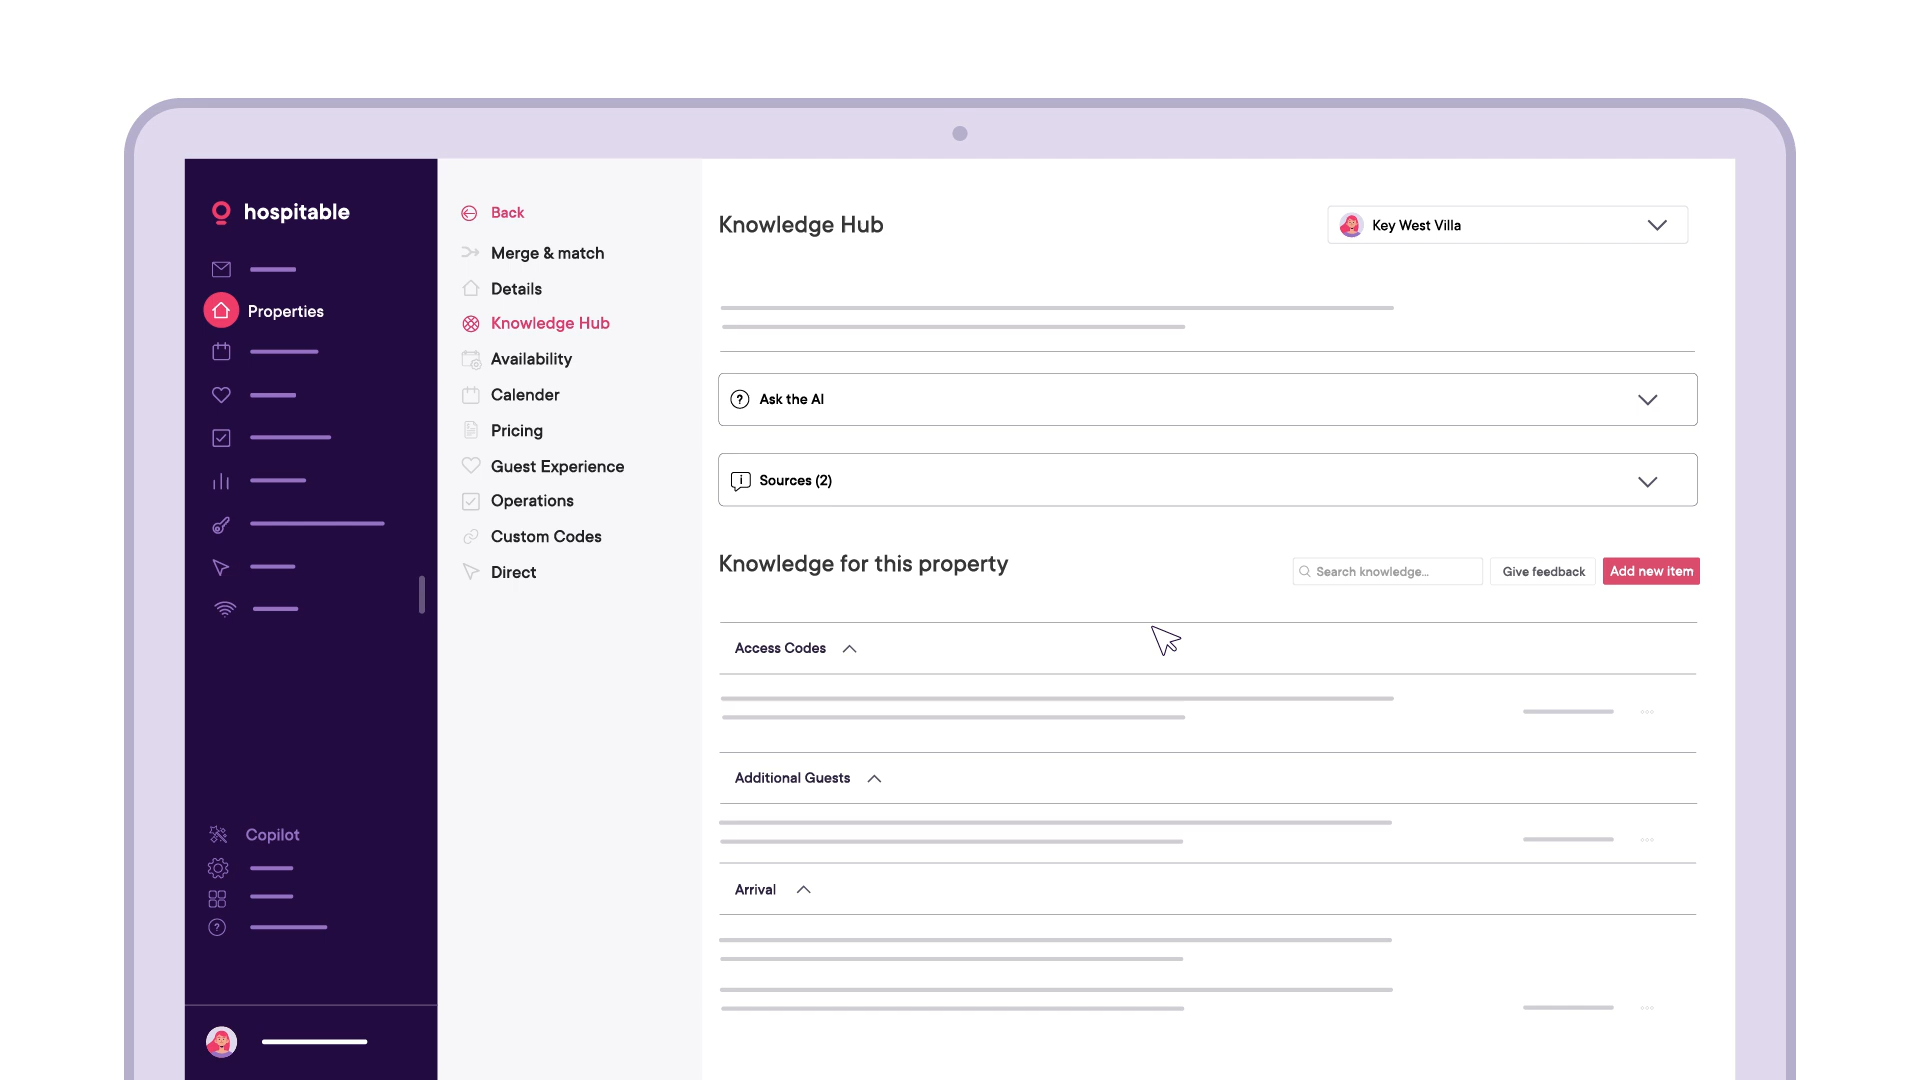 hospitable
Properties
Copilot
Back
Merge & match
Details
Knowledge Hub
Availability
Calender
Pricing
Guest Experience
Operations
Custom Codes
Direct
Knowledge Hub
Key West Villa
Ask the AI
Sources (2)
Knowledge for this property
Search knowledge...
Give feedback
Add new item
Access Codes
Additional Guests
Arrival